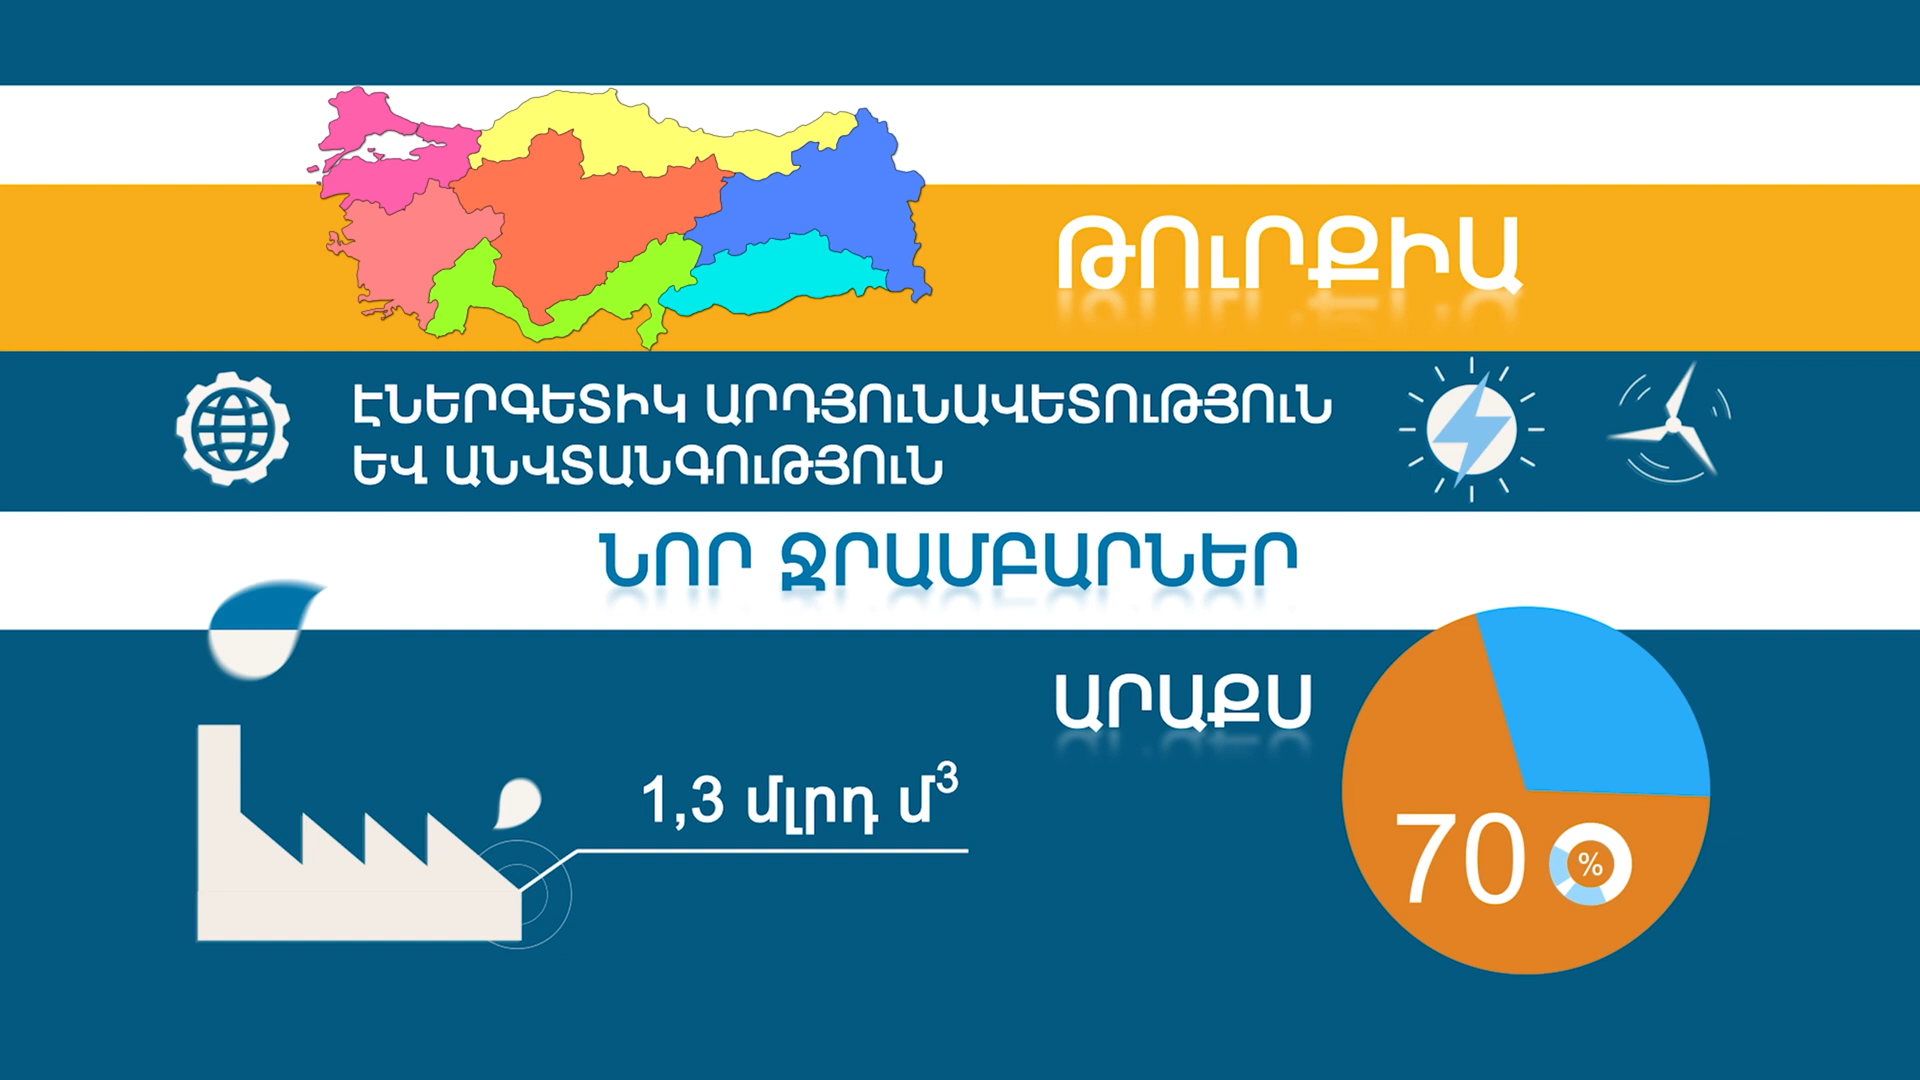 ԹՈւՐՔԻԱ
ԷՆԵՐԳԵՏԻԿ ԱՐԴՅՈւՆԱՎԵՏՈւԹՅՈւՆ
ԵՎ ԱՆՎՏԱՆԳՈւԹՅՈւՆ
ՆՈՐ ՋՐԱՄԲԱՐՆԵՐ
ԱՐԱՔՍ
1,3 մլրդ մ³
70 %